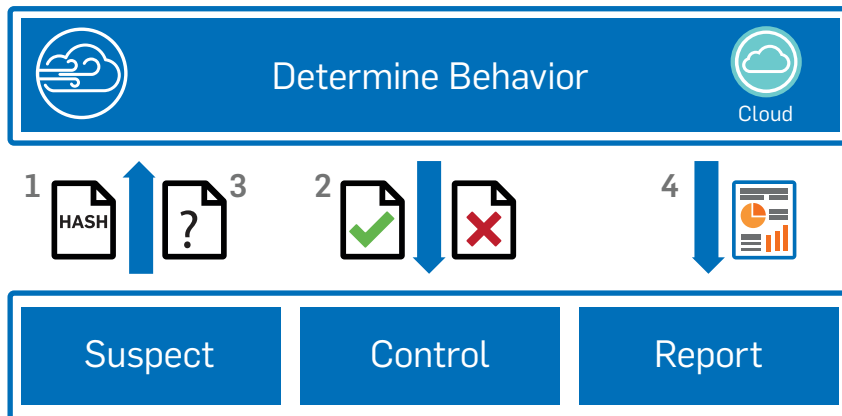 Determine Behavior
Cloud
1
HASH
?
3
2
4
Suspect
Control
Report